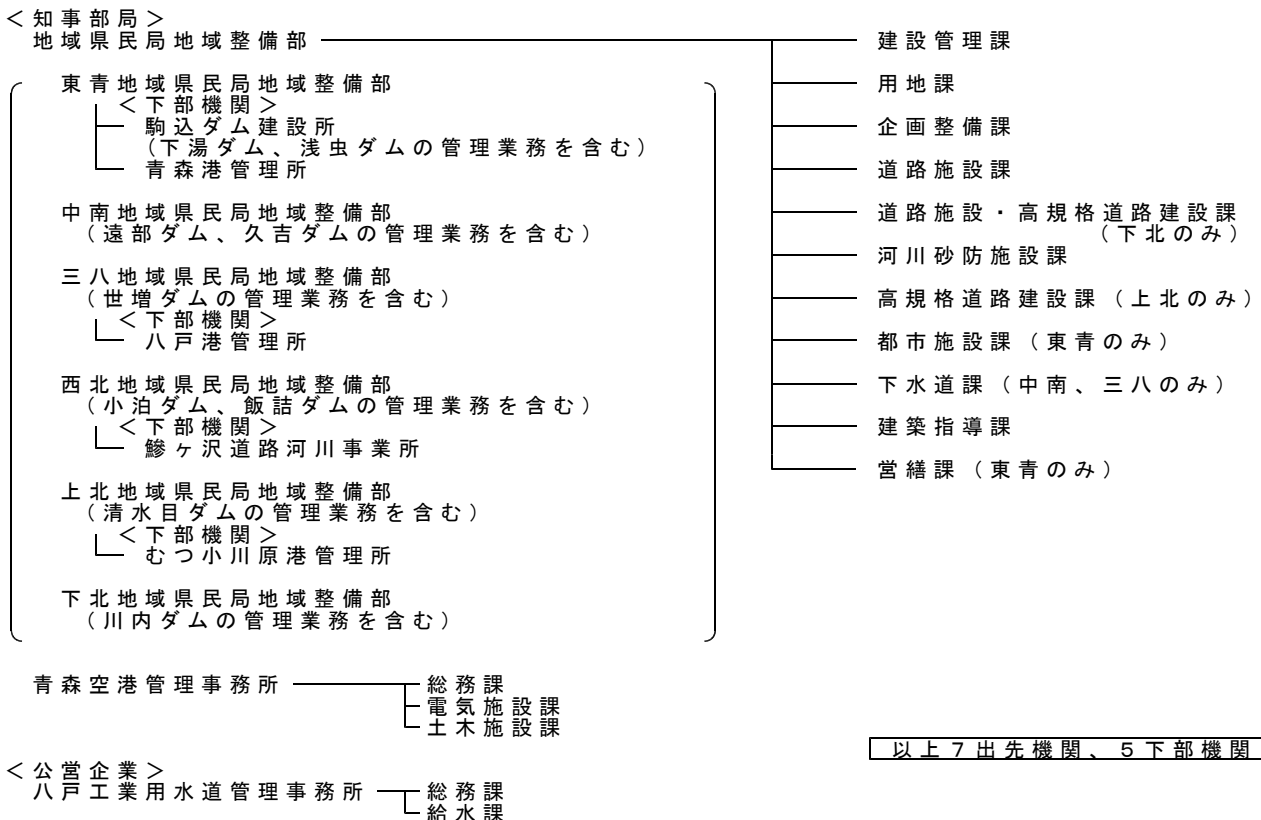 ＜知事部局＞
地域県民局地域整備部
東青地域県民局地域整備部
＜下部機関＞
駒込ダム建設所
（下湯ダム、浅虫ダムの管理業務を含む）
青森港管理所
中南地域県民局地域整備部
（遠部ダム、久吉ダムの管理業務を含む）
三八地域県民局地域整備部
（世増ダムの管理業務を含む）
＜下部機関＞
八戸港管理所
西北地域県民局地域整備部
（小泊ダム、飯詰ダムの管理業務を含む）
＜下部機関＞
鰺ヶ沢道路河川事業所
上北地域県民局地域整備部
（清水目ダムの管理業務を含む）
＜下部機関＞
むつ小川原港管理所
下北地域県民局地域整備部
（川内ダムの管理業務を含む）
建設管理課
用地課
企画整備課
道路施設課
道路施設・高規格道路建設課
（下北のみ）
河川砂防施設課
高規格道路建設課（上北のみ）
都市施設課（東青のみ）
下水道課（中南、三八のみ）
建築指導課
営繕課（東青のみ）
青森空港管理事務所
総務課
電気施設課
土木施設課
以上７出先機関、５下部機関
＜公営企業＞
八戸工業用水道管理事務所
総務課
給水課